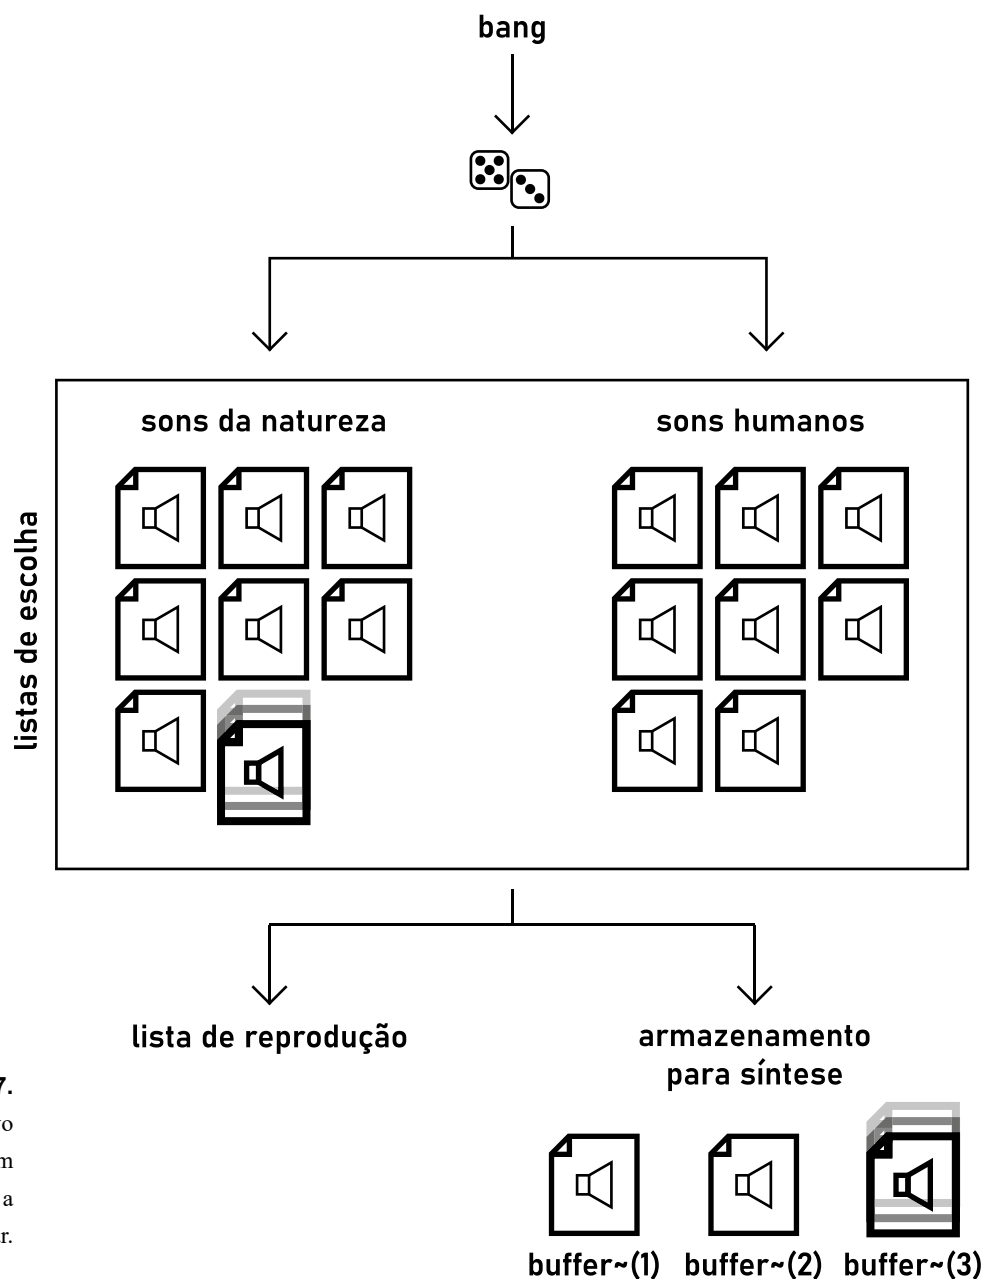 bang
sons da natureza
sons humanos
listas de escolha
lista de reprodução
armazenamento
para síntese
7.
a
buffer~(1)
buffer~(2)
buffer~(3)